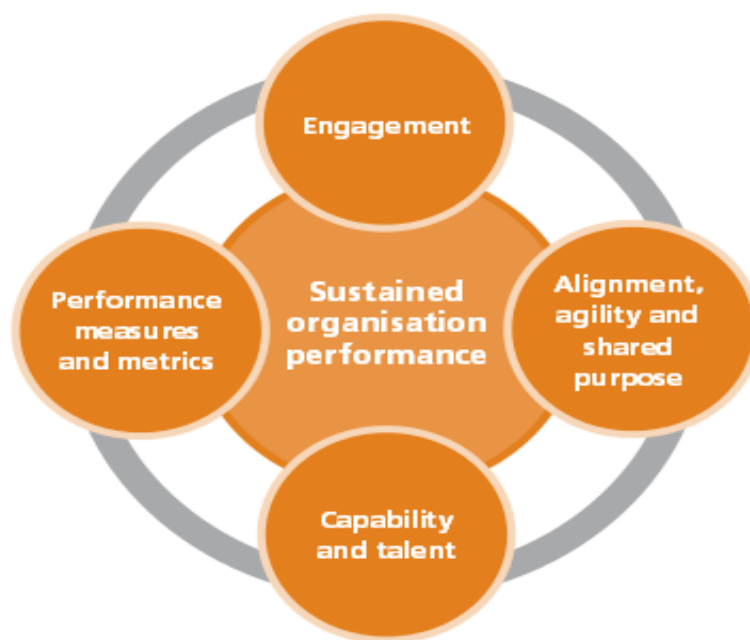 Engagement
Performance
measures
and metrics
Sustained
organisation
performance
Alignment,
agility and
shared
purpose
Capability
and talent